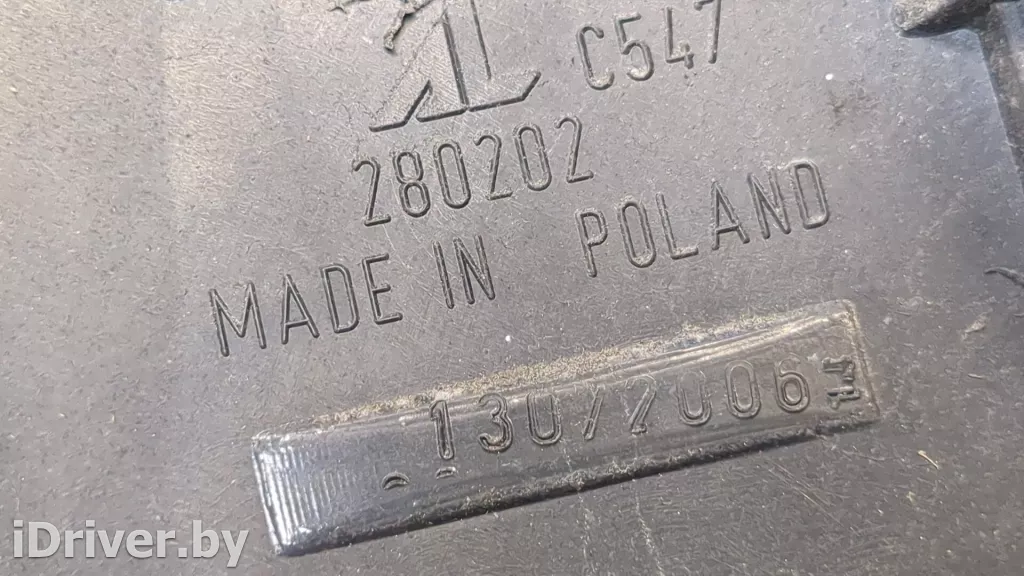 C547
280202
MADE IN POLAND
130/2006
iDriver.by